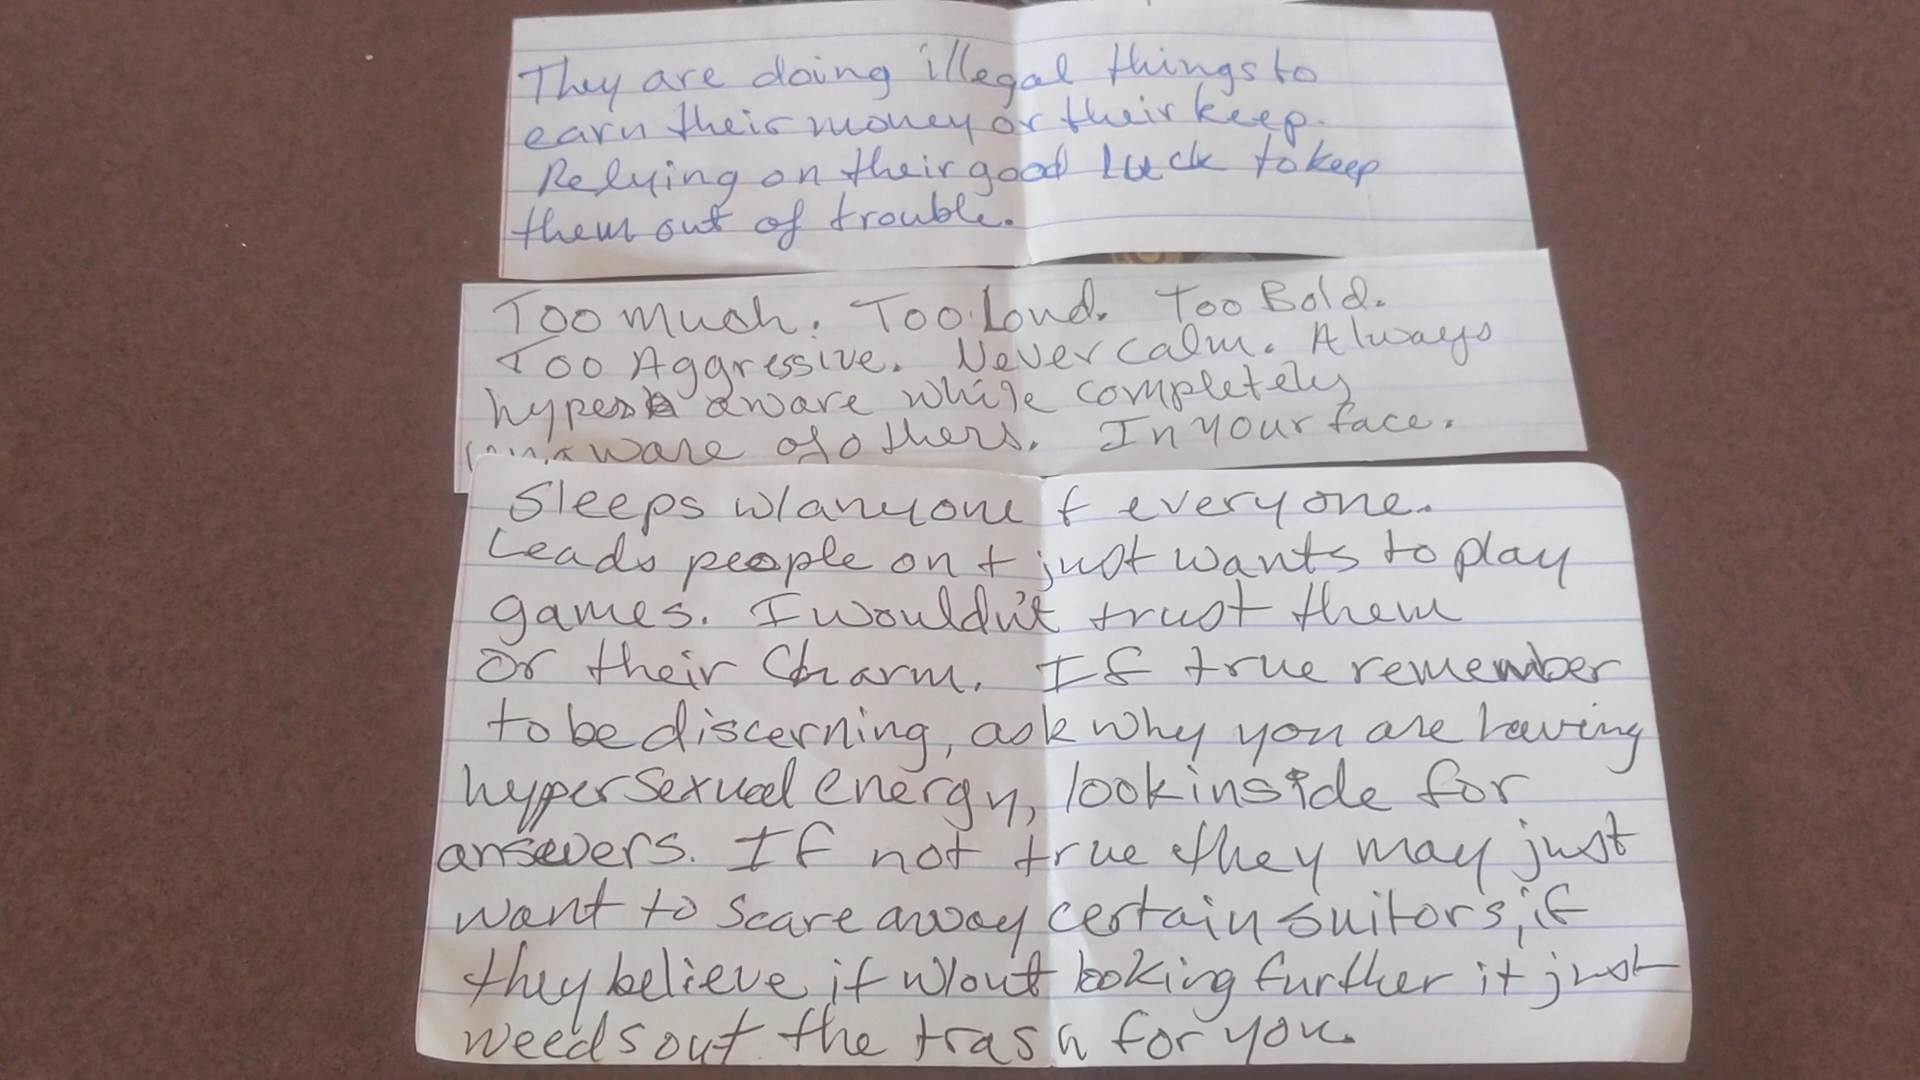 They are doing illegal things to
earn their money or their keep.
Relying on their good luck to keep
them out of trouble.
Too much. Too Loud. Too Bold.
Too Aggressive. Never calm. Always
hyper aware while completely
unaware of others. In your face.
Sleeps w/anyone & everyone.
Leads people on + just wants to play
games. I wouldn't trust them
or their Charm. If true remember
to be discerning, ask why you are having
hyper sexual energy, look inside for
answers. If not true they may just
want to scare away certain suitors, if
they believe it w/out looking further it just
weeds out the trash for you.